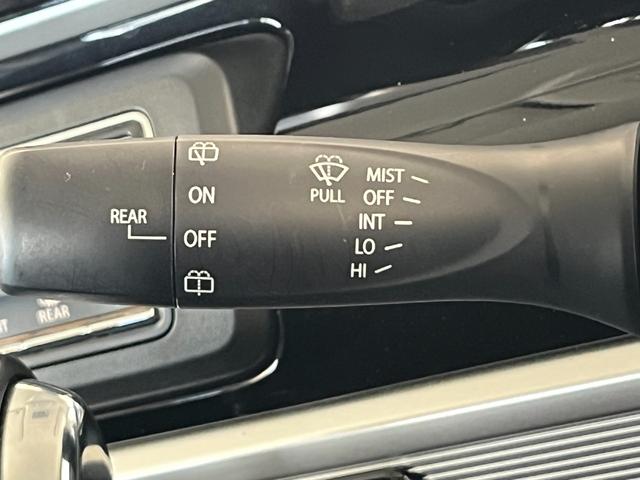 REAR
ON
OFF
PULL
MIST
OFF
INT
LO
HI
REAR